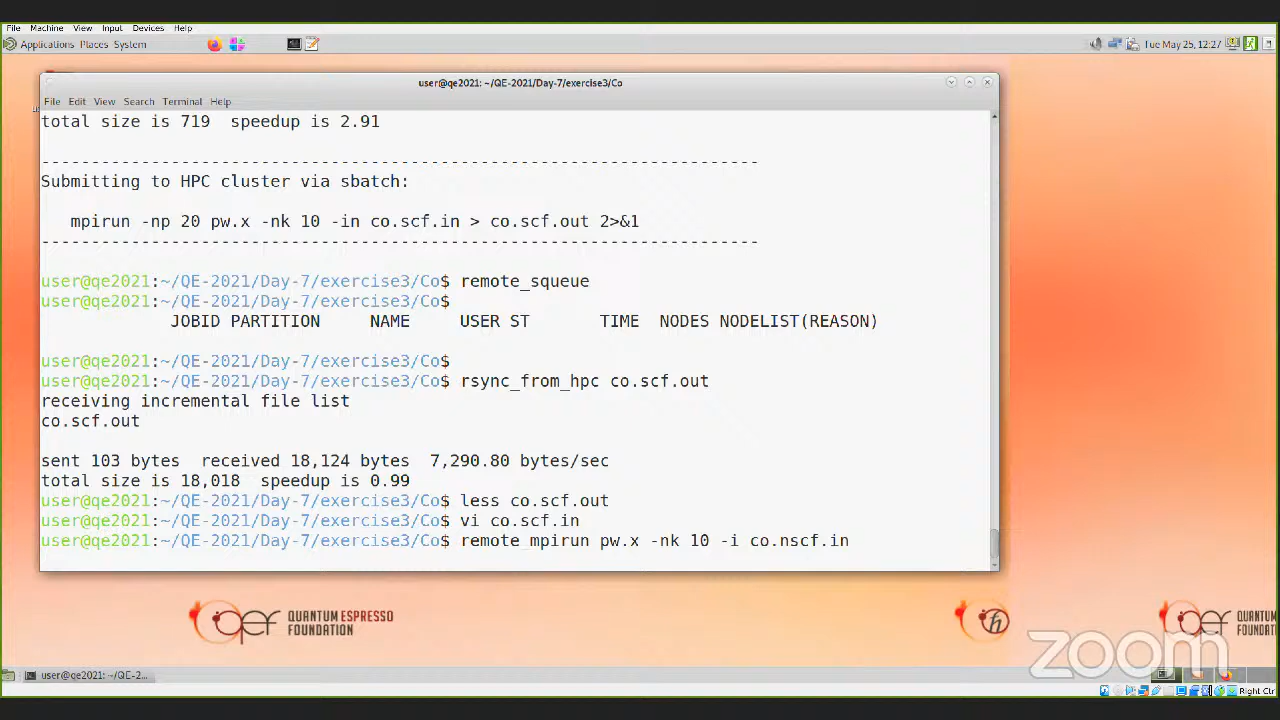 File Machine View Input Devices Help
Applications Places System
Tue May 25, 12:27
user@qe2021: ~/QE-2021/Day-7/exercise3/Co
File Edit View Search Terminal Help
total size is 719  speedup is 2.91
------------------------------------------------------------------------
Submitting to HPC cluster via sbatch:
mpirun -np 20 pw.x -nk 10 -in co.scf.in > co.scf.out 2>&1
------------------------------------------------------------------------
user@qe2021:~/QE-2021/Day-7/exercise3/Co$ remote_squeue
user@qe2021:~/QE-2021/Day-7/exercise3/Co$
JOBID PARTITION     NAME     USER ST       TIME  NODES NODELIST(REASON)
user@qe2021:~/QE-2021/Day-7/exercise3/Co$
user@qe2021:~/QE-2021/Day-7/exercise3/Co$ rsync_from_hpc co.scf.out
receiving incremental file list
co.scf.out
sent 103 bytes  received 18,124 bytes  7,290.80 bytes/sec
total size is 18,018  speedup is 0.99
user@qe2021:~/QE-2021/Day-7/exercise3/Co$ less co.scf.out
user@qe2021:~/QE-2021/Day-7/exercise3/Co$ vi co.scf.in
user@qe2021:~/QE-2021/Day-7/exercise3/Co$ remote_mpirun pw.x -nk 10 -i co.nscf.in
qef QUANTUM ESPRESSO
FOUNDATION
ħ
qef QUANTUM
FOUNDAT
zoom
user@qe2021: ~/QE-2...
Right Ctr